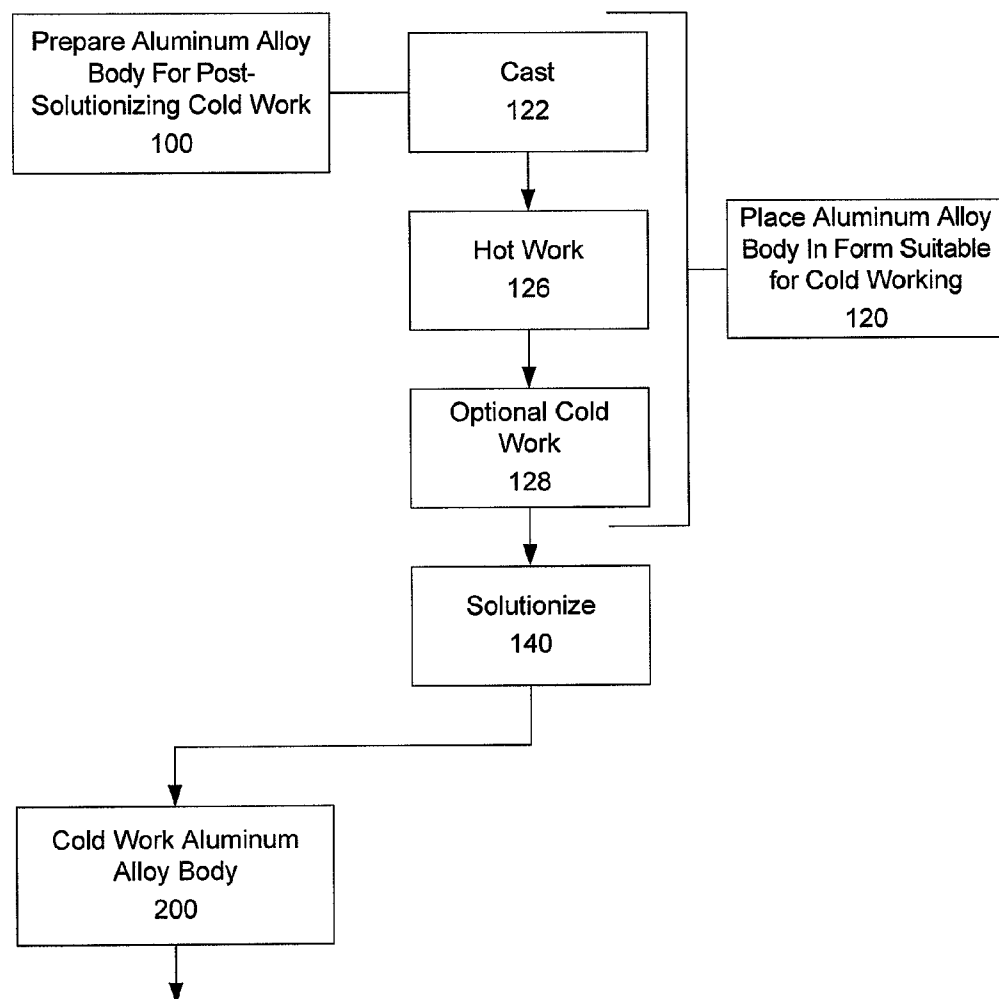 Prepare Aluminum Alloy
Body For Post-
Solutionizing Cold Work
100
Cast
122
Hot Work
126
Place Aluminum Alloy
Body In Form Suitable
for Cold Working
120
Optional Cold
Work
128
Solutionize
140
Cold Work Aluminum
Alloy Body
200